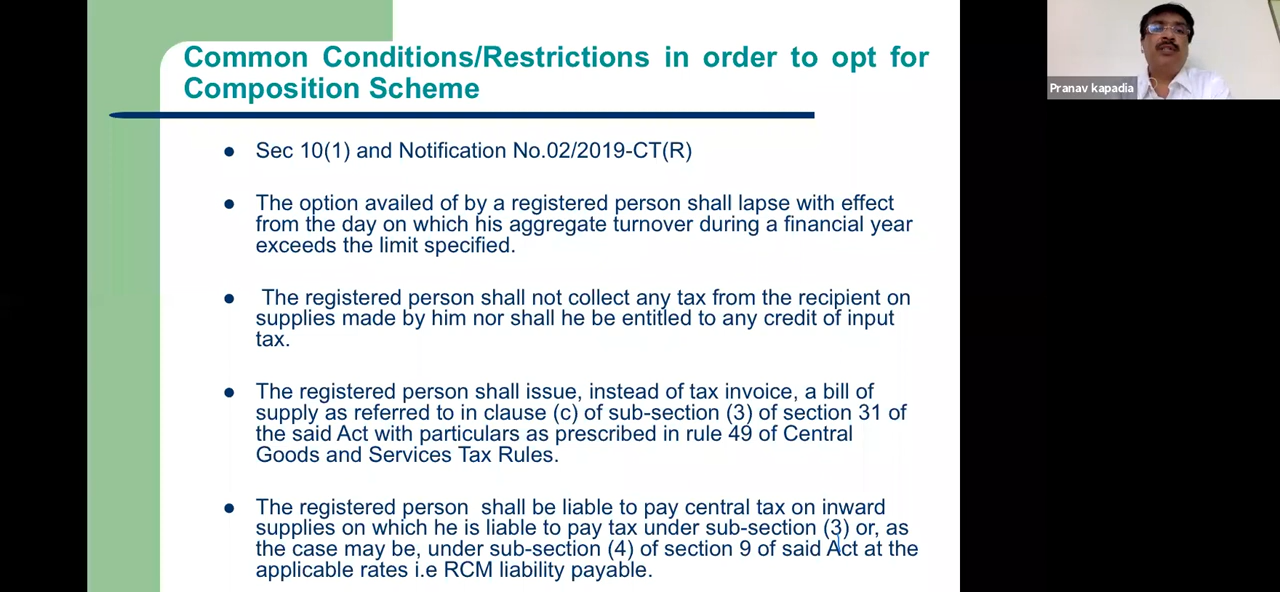 Common Conditions/Restrictions in order to opt for
Composition Scheme
Pranav kapadia
● Sec 10(1) and Notification No.02/2019-CT(R)
● The option availed of by a registered person shall lapse with effect
from the day on which his aggregate turnover during a financial year
exceeds the limit specified.
● The registered person shall not collect any tax from the recipient on
supplies made by him nor shall he be entitled to any credit of input
tax.
● The registered person shall issue, instead of tax invoice, a bill of
supply as referred to in clause (c) of sub-section (3) of section 31 of
the said Act with particulars as prescribed in rule 49 of Central
Goods and Services Tax Rules.
● The registered person shall be liable to pay central tax on inward
supplies on which he is liable to pay tax under sub-section (3) or, as
the case may be, under sub-section (4) of section 9 of said Act at the
applicable rates i.e RCM liability payable.